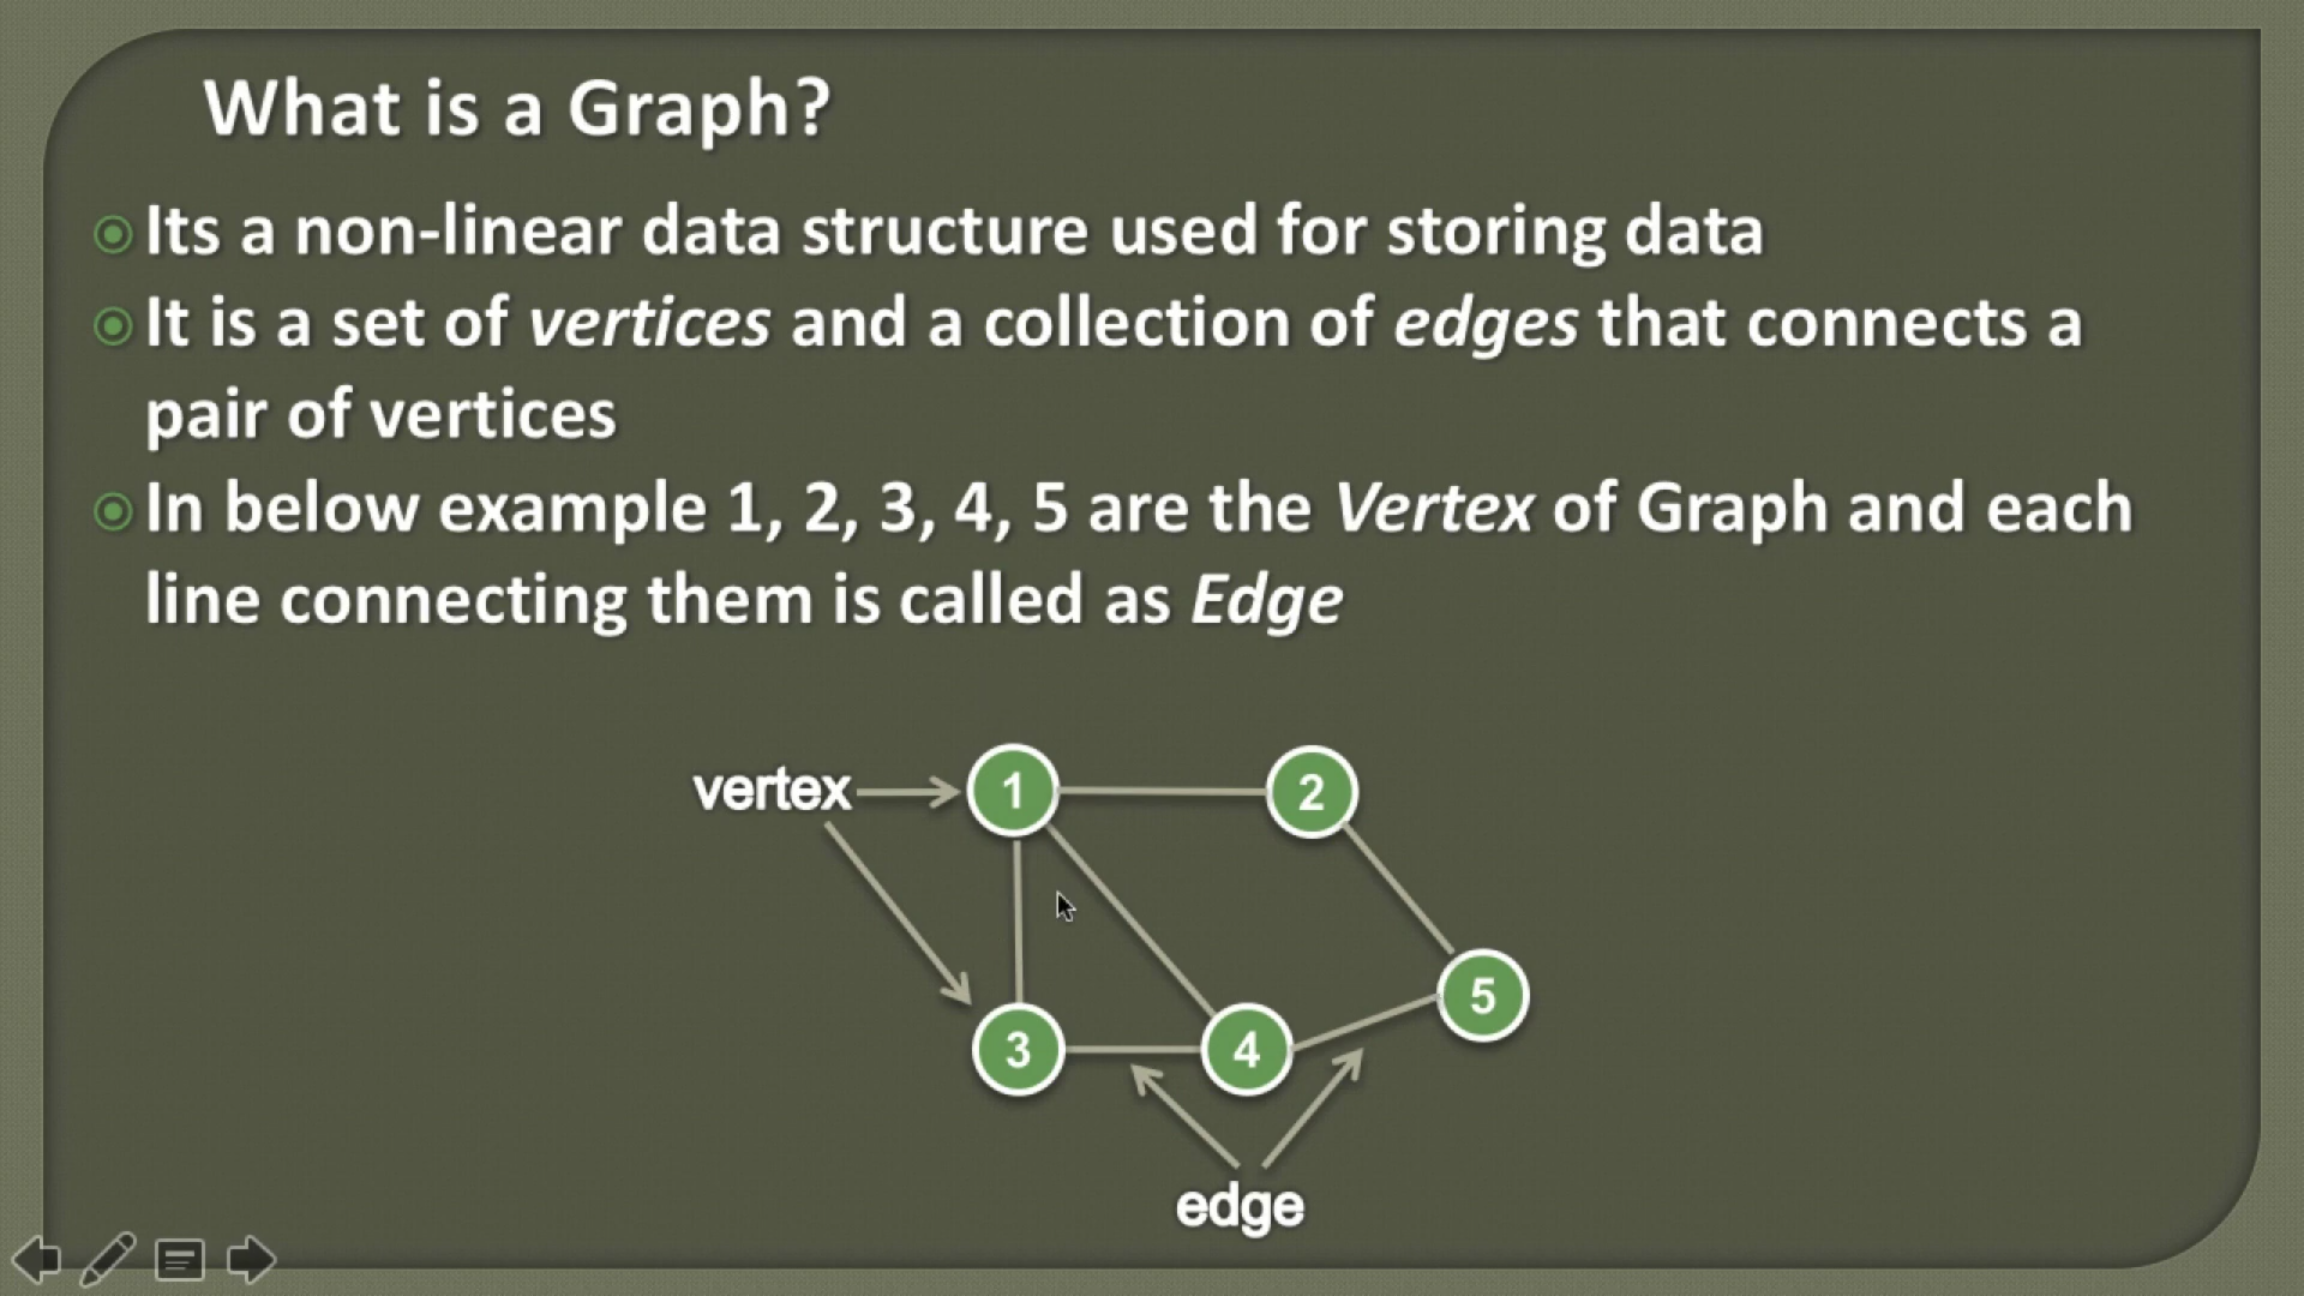 What is a Graph?
Its a non-linear data structure used for storing data
It is a set of vertices and a collection of edges that connects a
pair of vertices
In below example 1, 2, 3, 4, 5 are the Vertex of Graph and each
line connecting them is called as Edge
vertex
1
2
3
4
5
edge